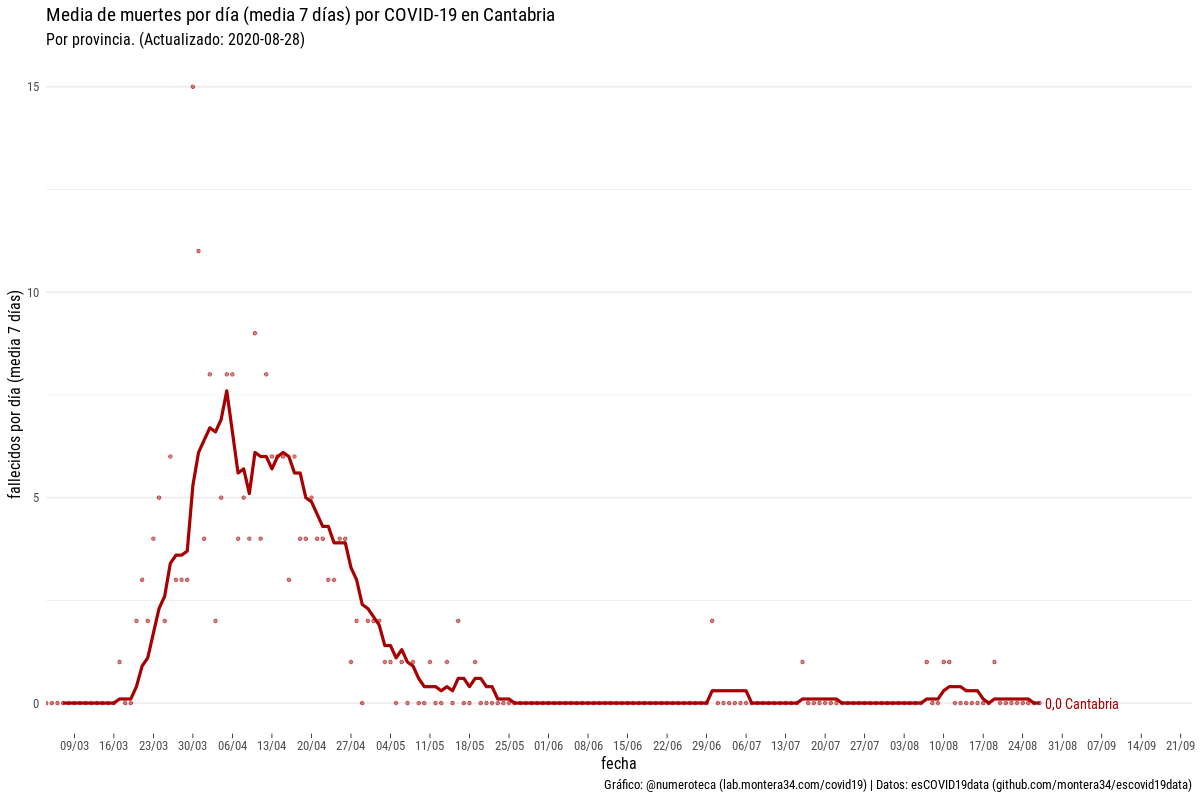 Media de muertes por día (media 7 días) por COVID-19 en Cantabria
Por provincia. (Actualizado: 2020-08-28)
fallecidos por día (media 7 días)
15
10
5
0
0,0 Cantabria
09/03 16/03 23/03 30/03 06/04 13/04 20/04 27/04 04/05 11/05 18/05 25/05 01/06 08/06 15/06 22/06 29/06 06/07 13/07 20/07 27/07 03/08 10/08 17/08 24/08 31/08 07/09 14/09 21/09
fecha
Gráfico: @numeroteca (lab.montera34.com/covid19) | Datos: esCOVID19data (github.com/montera34/escovid19data)